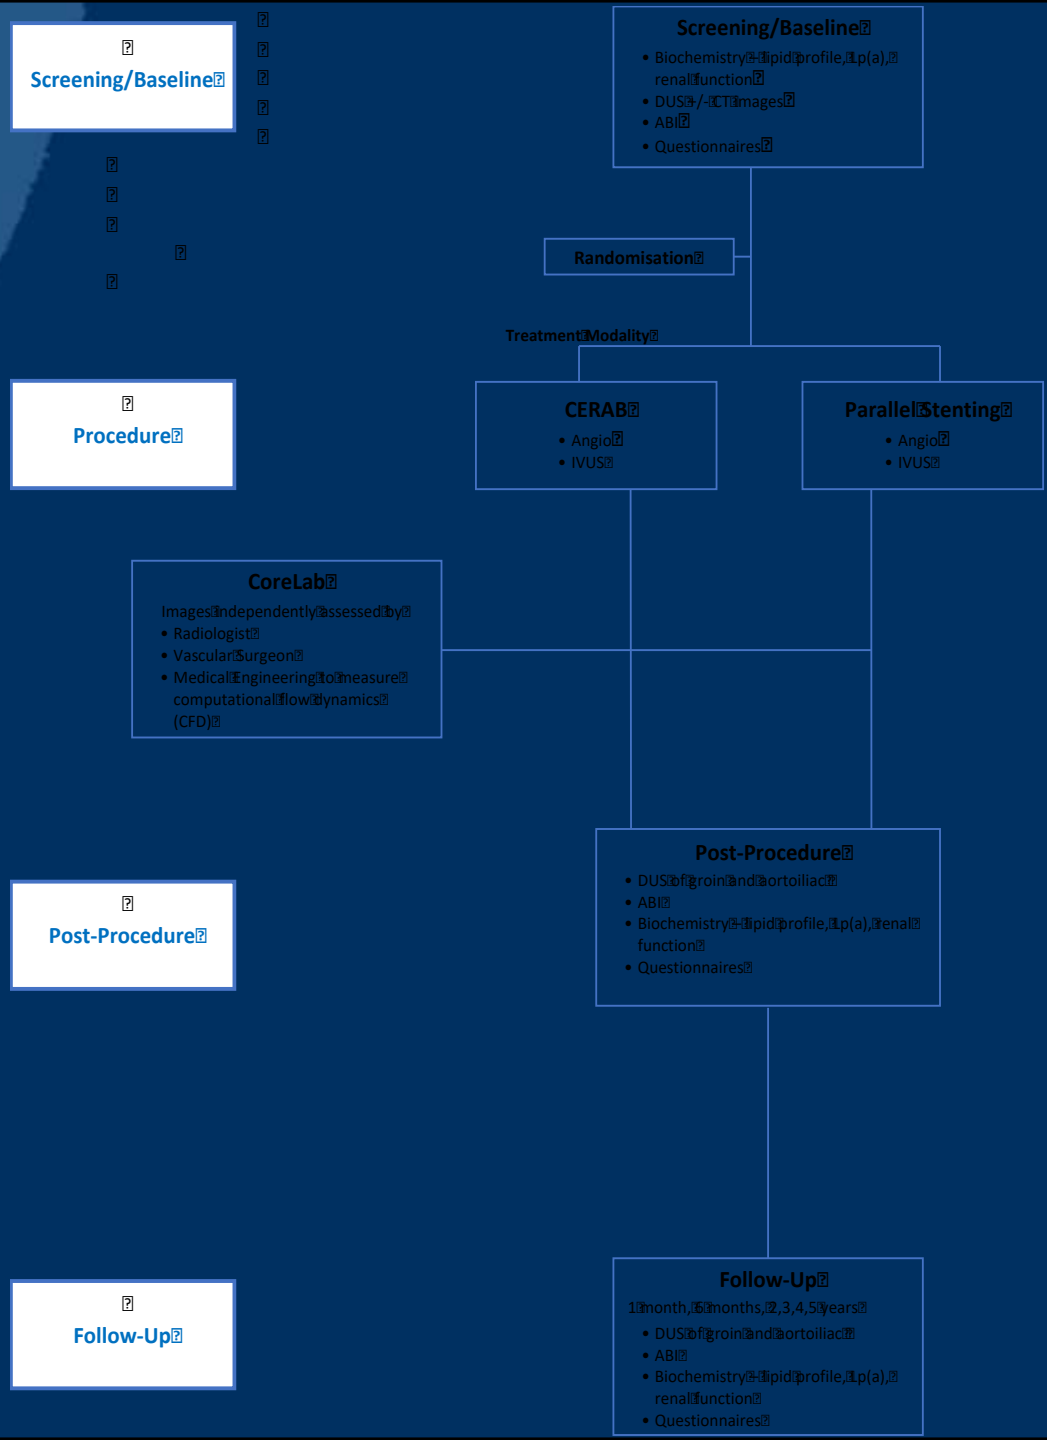 Screening/Baseline
Screening/Baseline
• Biochemistry – lipid profile, Lp(a),
renal function
• DUS +/- CT images
• ABI
• Questionnaires
Randomisation
Treatment Modality
Procedure
CERAB
• Angio
• IVUS
Parallel Stenting
• Angio
• IVUS
CoreLab
Images independently assessed by
• Radiologist
• Vascular Surgeon
• Medical Engineering to measure
computational flow dynamics
(CFD)
Post-Procedure
Post-Procedure
• DUS of groin and aortoiliac
• ABI
• Biochemistry – lipid profile, Lp(a), renal
function
• Questionnaires
Follow-Up
Follow-Up
1 month, 6 months, 2,3,4,5 years
• DUS of groin and aortoiliac
• ABI
• Biochemistry – lipid profile, Lp(a),
renal function
• Questionnaires